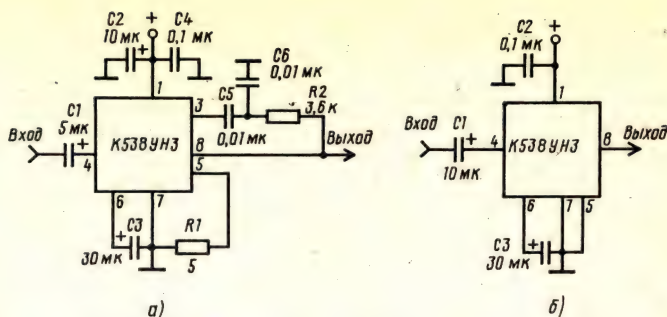 C2
10 мк
+
+
C4
0,1 мк
C6
0,01 мк
1
3
C5
0,01 мк
R2
3,6 к
Вход
C1
5 мк
+
4
К538УН3
8
5
Выход
6
7
+
C3
30 мк
R1
5
а)
C2
0,1 мк
+
1
Вход
C1
+
10 мк
4
К538УН3
8
Выход
6
7
5
C3
+
30 мк
б)